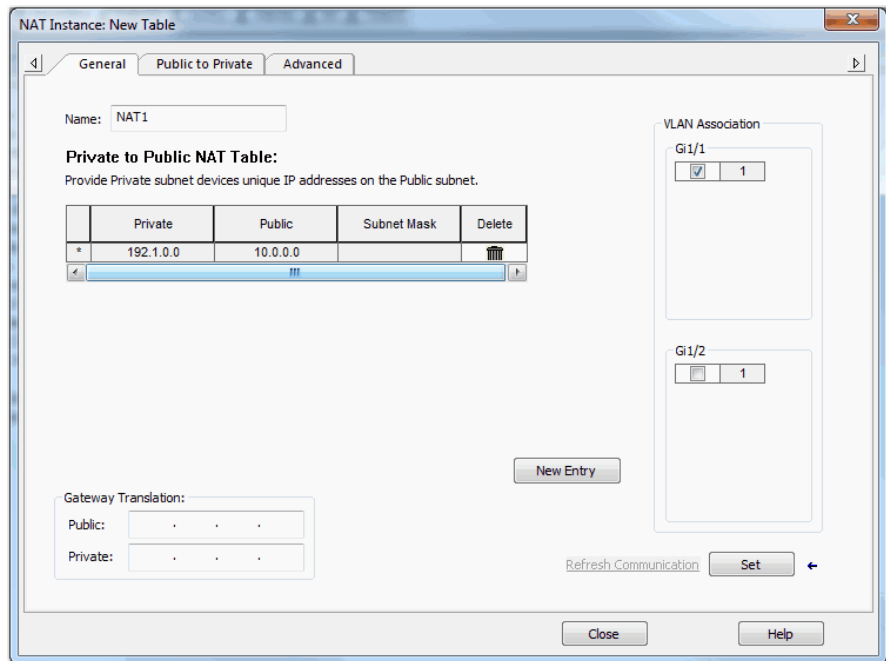 NAT Instance: New Table
General
Public to Private
Advanced
Name: NAT1
Private to Public NAT Table:
Provide Private subnet devices unique IP addresses on the Public subnet.
Private Public Subnet Mask Delete
* 192.1.0.0 10.0.0.0
VLAN Association
Gi1/1
1
Gi1/2
1
New Entry
Gateway Translation:
Public: . . .
Private: . . .
Refresh Communication
Set
Close
Help